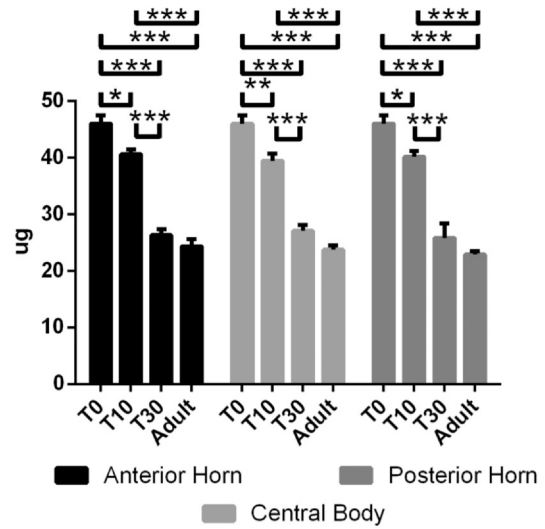 *** *** ***
*** *** ***
*** *** ***
* ** *
*** *** ***
50
40
30
20
10
0
ug
T0 T10 T30 Adult T0 T10 T30 Adult T0 T10 T30 Adult
Anterior Horn Posterior Horn
Central Body